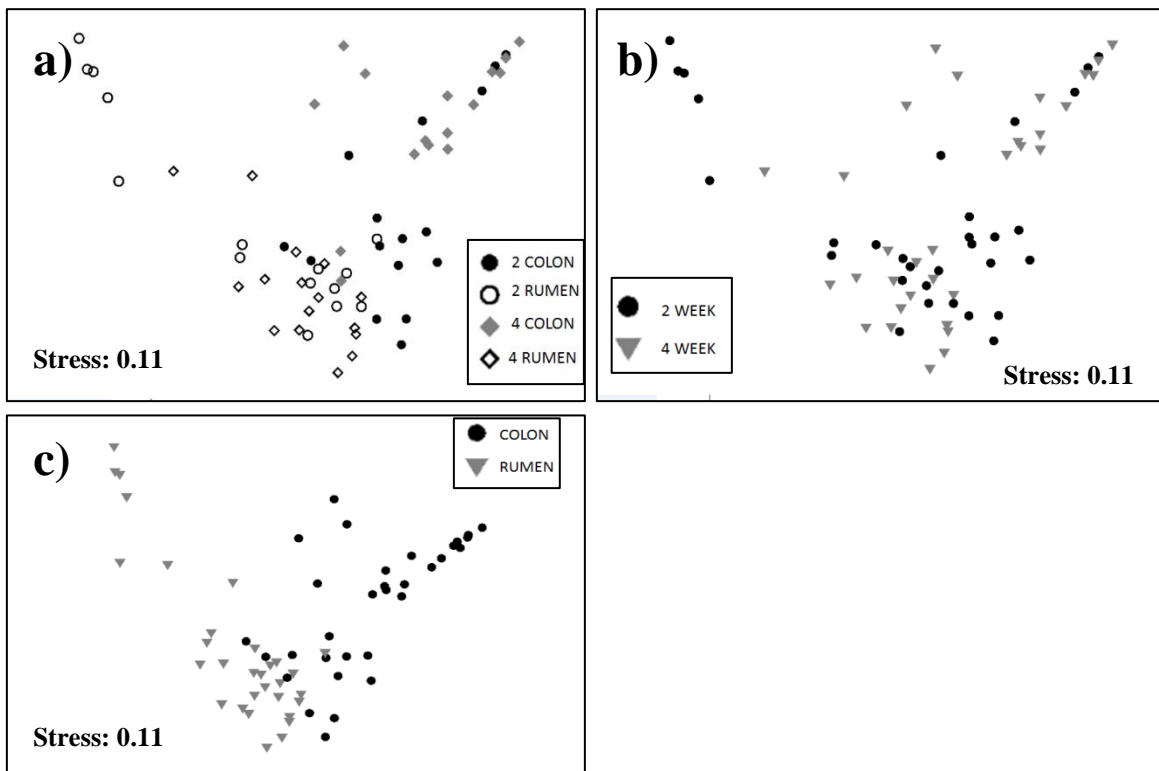 a)
2 COLON
2 RUMEN
4 COLON
4 RUMEN
Stress: 0.11
b)
2 WEEK
4 WEEK
Stress: 0.11
c)
COLON
RUMEN
Stress: 0.11